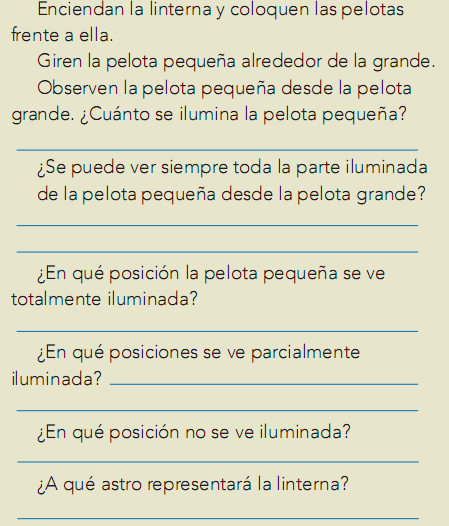 Enciendan la linterna y coloquen las pelotas
frente a ella.
Giren la pelota pequeña alrededor de la grande.
Observen la pelota pequeña desde la pelota
grande. ¿Cuánto se ilumina la pelota pequeña?
¿Se puede ver siempre toda la parte iluminada
de la pelota pequeña desde la pelota grande?
¿En qué posición la pelota pequeña se ve
totalmente iluminada?
¿En qué posiciones se ve parcialmente
iluminada?
¿En qué posición no se ve iluminada?
¿A qué astro representará la linterna?